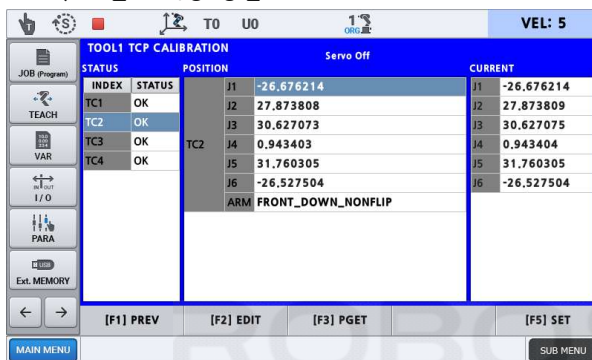 S T0 U0 1 ORG VEL: 5
TOOL1 TCP CALIBRATION Servo Off
STATUS POSITION CURRENT
INDEX STATUS
TC1 OK
TC2 OK
TC3 OK
TC4 OK
TC2
J1 -26,676214
J2 27,873808
J3 30,627073
J4 0,943403
J5 31,760305
J6 -26,527504
ARM FRONT_DOWN_NONFLIP
J1 -26,676214
J2 27,873809
J3 30,627075
J4 0,943404
J5 31,760305
J6 -26,527504
JOB (Program)
TEACH
VAR
IN OUT
I/O
PARA
USB
Ext. MEMORY
[F1] PREV [F2] EDIT [F3] PGET [F5] SET
MAIN MENU SUB MENU